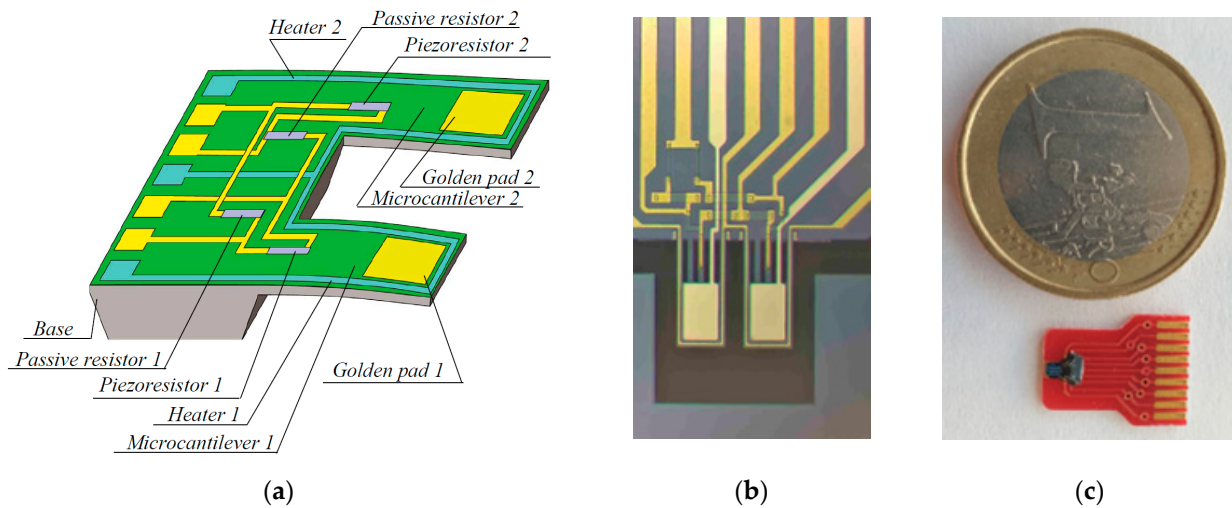 Passive resistor 2
Heater 2
Piezoresistor 2
Golden pad 2
Microcantilever 2
Base
Passive resistor 1
Piezoresistor 1
Golden pad 1
Heater 1
Microcantilever 1
(a)
(b)
(c)